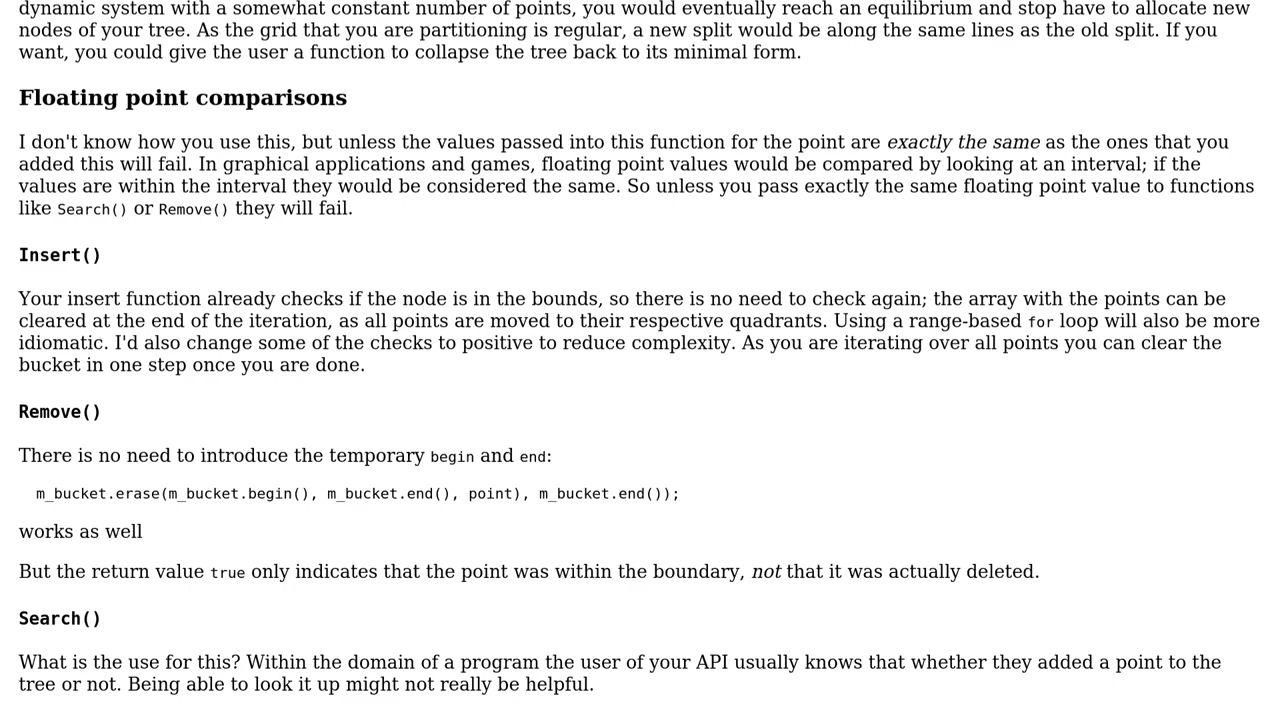 dynamic system with a somewhat constant number of points, you would eventually reach an equilibrium and stop have to allocate new
nodes of your tree. As the grid that you are partitioning is regular, a new split would be along the same lines as the old split. If you
want, you could give the user a function to collapse the tree back to its minimal form.
Floating point comparisons
I don't know how you use this, but unless the values passed into this function for the point are exactly the same as the ones that you
added this will fail. In graphical applications and games, floating point values would be compared by looking at an interval; if the
values are within the interval they would be considered the same. So unless you pass exactly the same floating point value to functions
like Search() or Remove() they will fail.
Insert()
Your insert function already checks if the node is in the bounds, so there is no need to check again; the array with the points can be
cleared at the end of the iteration, as all points are moved to their respective quadrants. Using a range-based for loop will also be more
idiomatic. I'd also change some of the checks to positive to reduce complexity. As you are iterating over all points you can clear the
bucket in one step once you are done.
Remove()
There is no need to introduce the temporary begin and end:
m_bucket.erase(m_bucket.begin(), m_bucket.end(), point), m_bucket.end());
works as well
But the return value true only indicates that the point was within the boundary, not that it was actually deleted.
Search()
What is the use for this? Within the domain of a program the user of your API usually knows that whether they added a point to the
tree or not. Being able to look it up might not really be helpful.